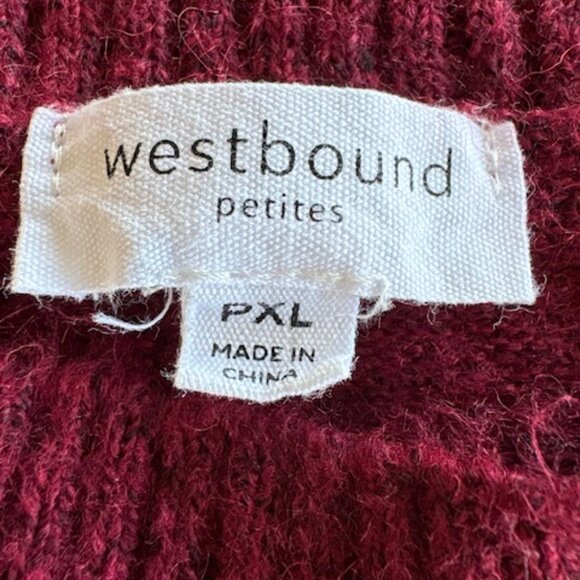 westbound
petites
PXL
MADE IN
CHINA